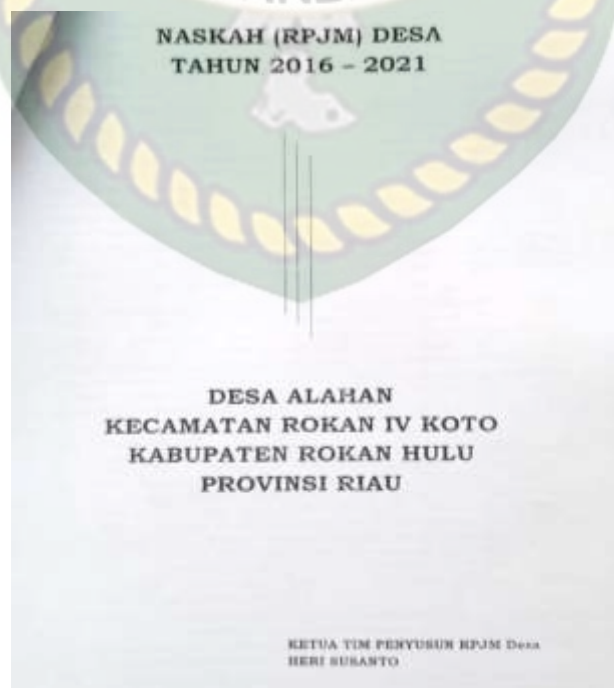 NASKAH (RPJM) DESA
TAHUN 2016 – 2021
DESA ALAHAN
KECAMATAN ROKAN IV KOTO
KABUPATEN ROKAN HULU
PROVINSI RIAU
KETUA TIM PENYUSUN RPJM Desa
HERI SUSANTO